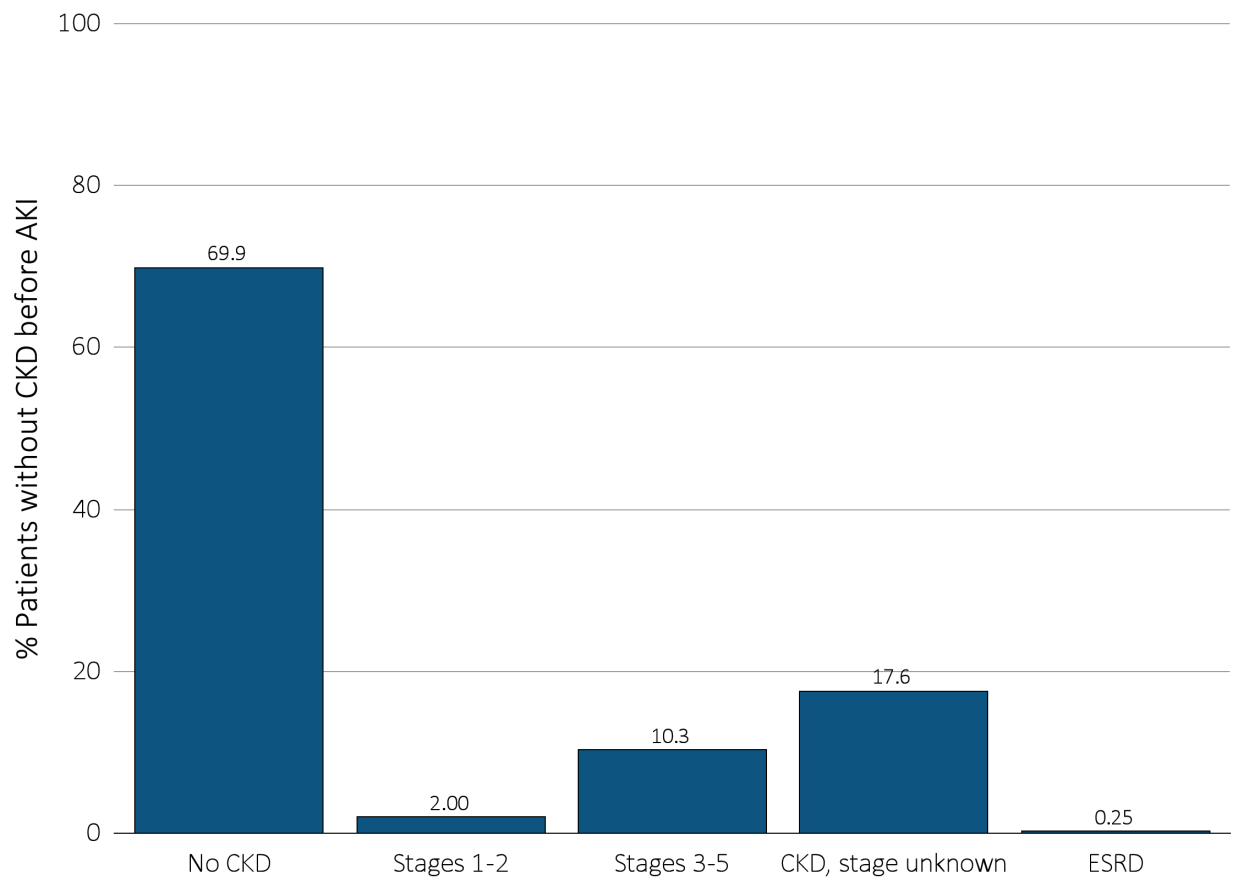 % Patients without CKD before AKI
100
80
60
40
20
0
69.9
2.00
10.3
17.6
0.25
No CKD
Stages 1-2
Stages 3-5
CKD, stage unknown
ESRD